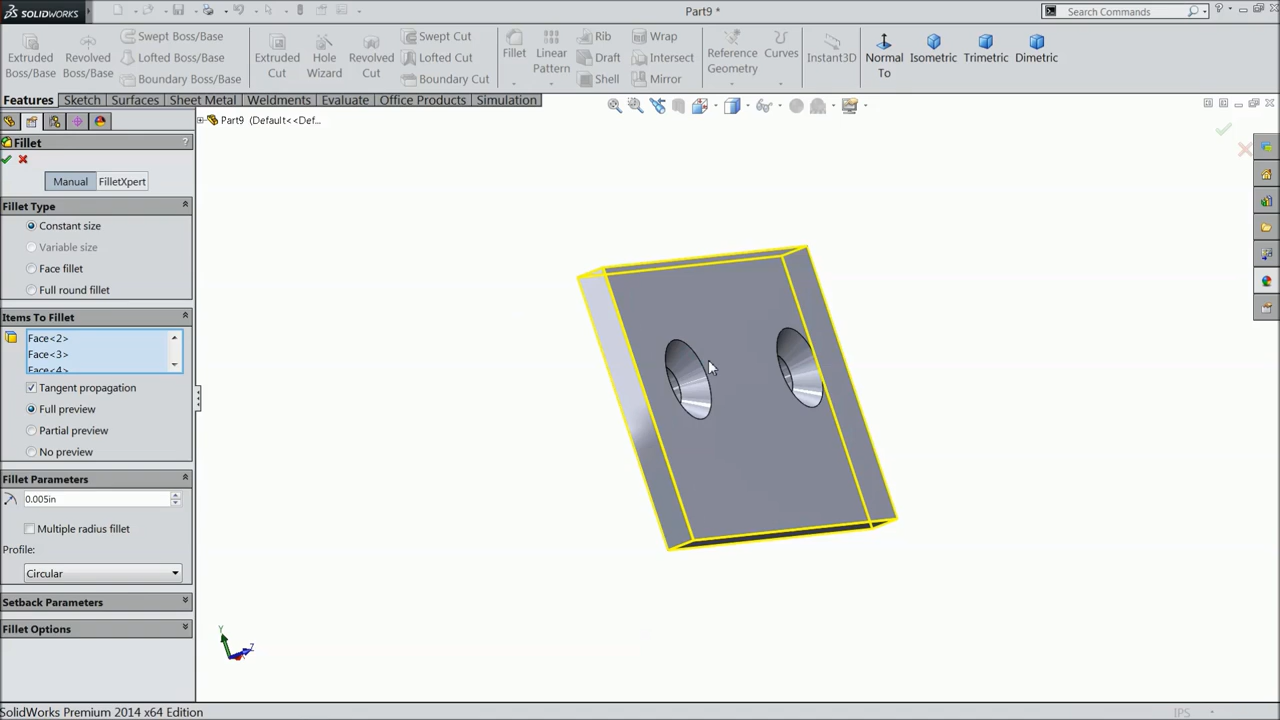 SOLIDWORKS
Part9 *
Search Commands
Extruded Boss/Base
Revolved Boss/Base
Swept Boss/Base
Lofted Boss/Base
Boundary Boss/Base
Extruded Cut
Hole Wizard
Revolved Cut
Swept Cut
Lofted Cut
Boundary Cut
Fillet
Linear Pattern
Rib
Draft
Shell
Wrap
Intersect
Mirror
Reference Geometry
Curves
Instant3D
Normal To
Isometric
Trimetric
Dimetric
Features
Sketch
Surfaces
Sheet Metal
Weldments
Evaluate
Office Products
Simulation
Part9 (Default<<Def...
Fillet
?
Manual
FilletXpert
Fillet Type
Constant size
Variable size
Face fillet
Full round fillet
Items To Fillet
Face<2>
Face<3>
Face<4>
Tangent propagation
Full preview
Partial preview
No preview
Fillet Parameters
0.005in
Multiple radius fillet
Profile:
Circular
Setback Parameters
Fillet Options
Y
Z
SolidWorks Premium 2014 x64 Edition
IPS